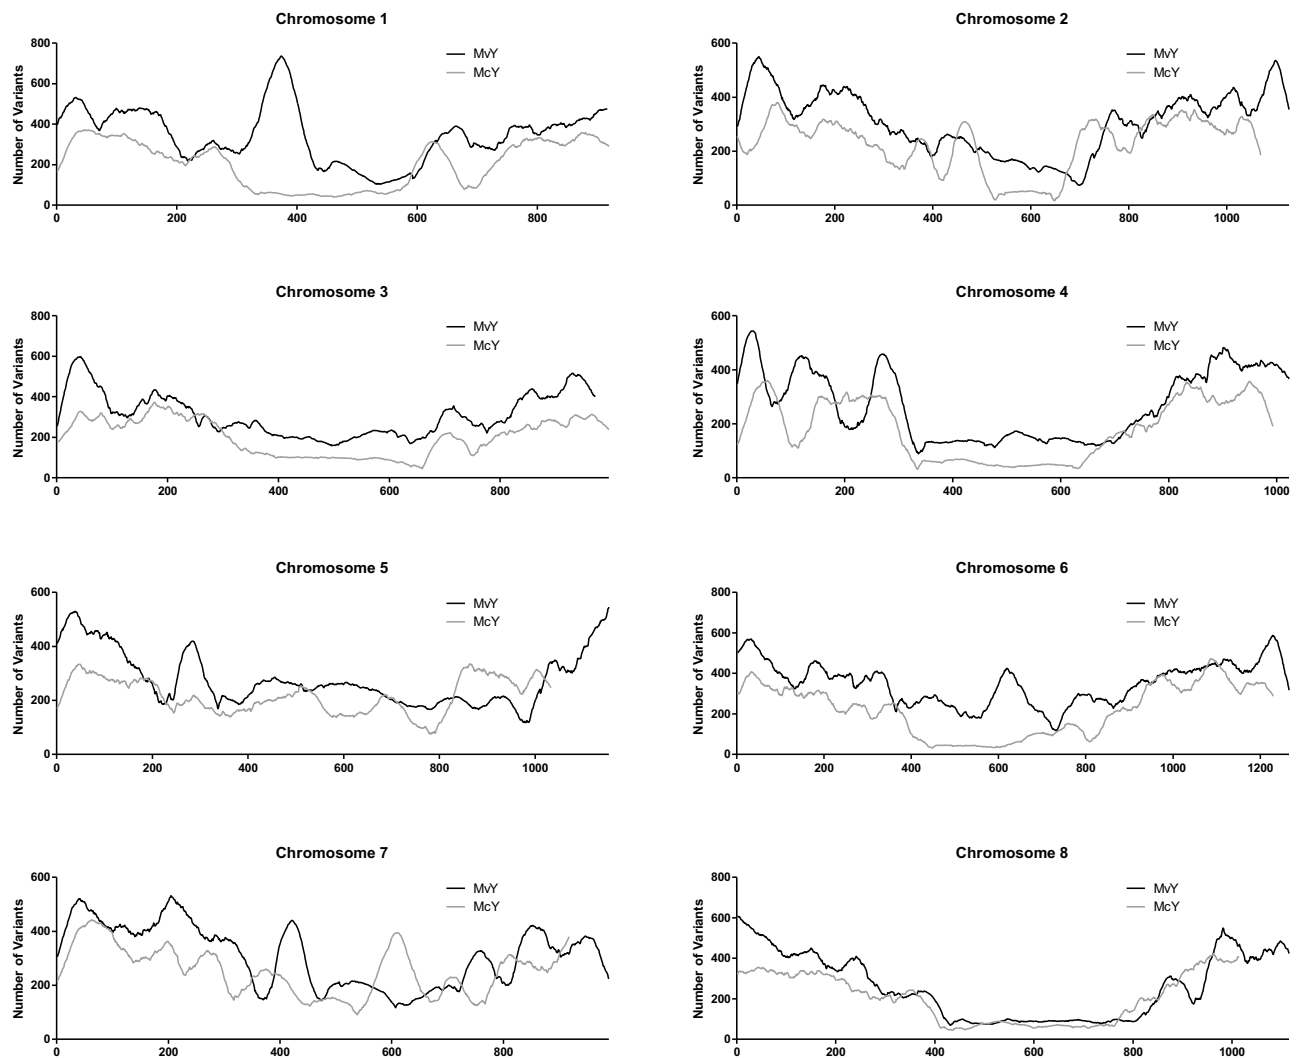 Chromosome 1
MvY
McY
Number of Variants
800
600
400
200
0
0 200 400 600 800
Chromosome 2
MvY
McY
Number of Variants
600
400
200
0
0 200 400 600 800 1000
Chromosome 3
MvY
McY
Number of Variants
800
600
400
200
0
0 200 400 600 800
Chromosome 4
MvY
McY
Number of Variants
600
400
200
0
0 200 400 600 800 1000
Chromosome 5
MvY
McY
Number of Variants
600
400
200
0
0 200 400 600 800 1000
Chromosome 6
MvY
McY
Number of Variants
800
600
400
200
0
0 200 400 600 800 1000 1200
Chromosome 7
MvY
McY
Number of Variants
600
400
200
0
0 200 400 600 800
Chromosome 8
MvY
McY
Number of Variants
800
600
400
200
0
0 200 400 600 800 1000